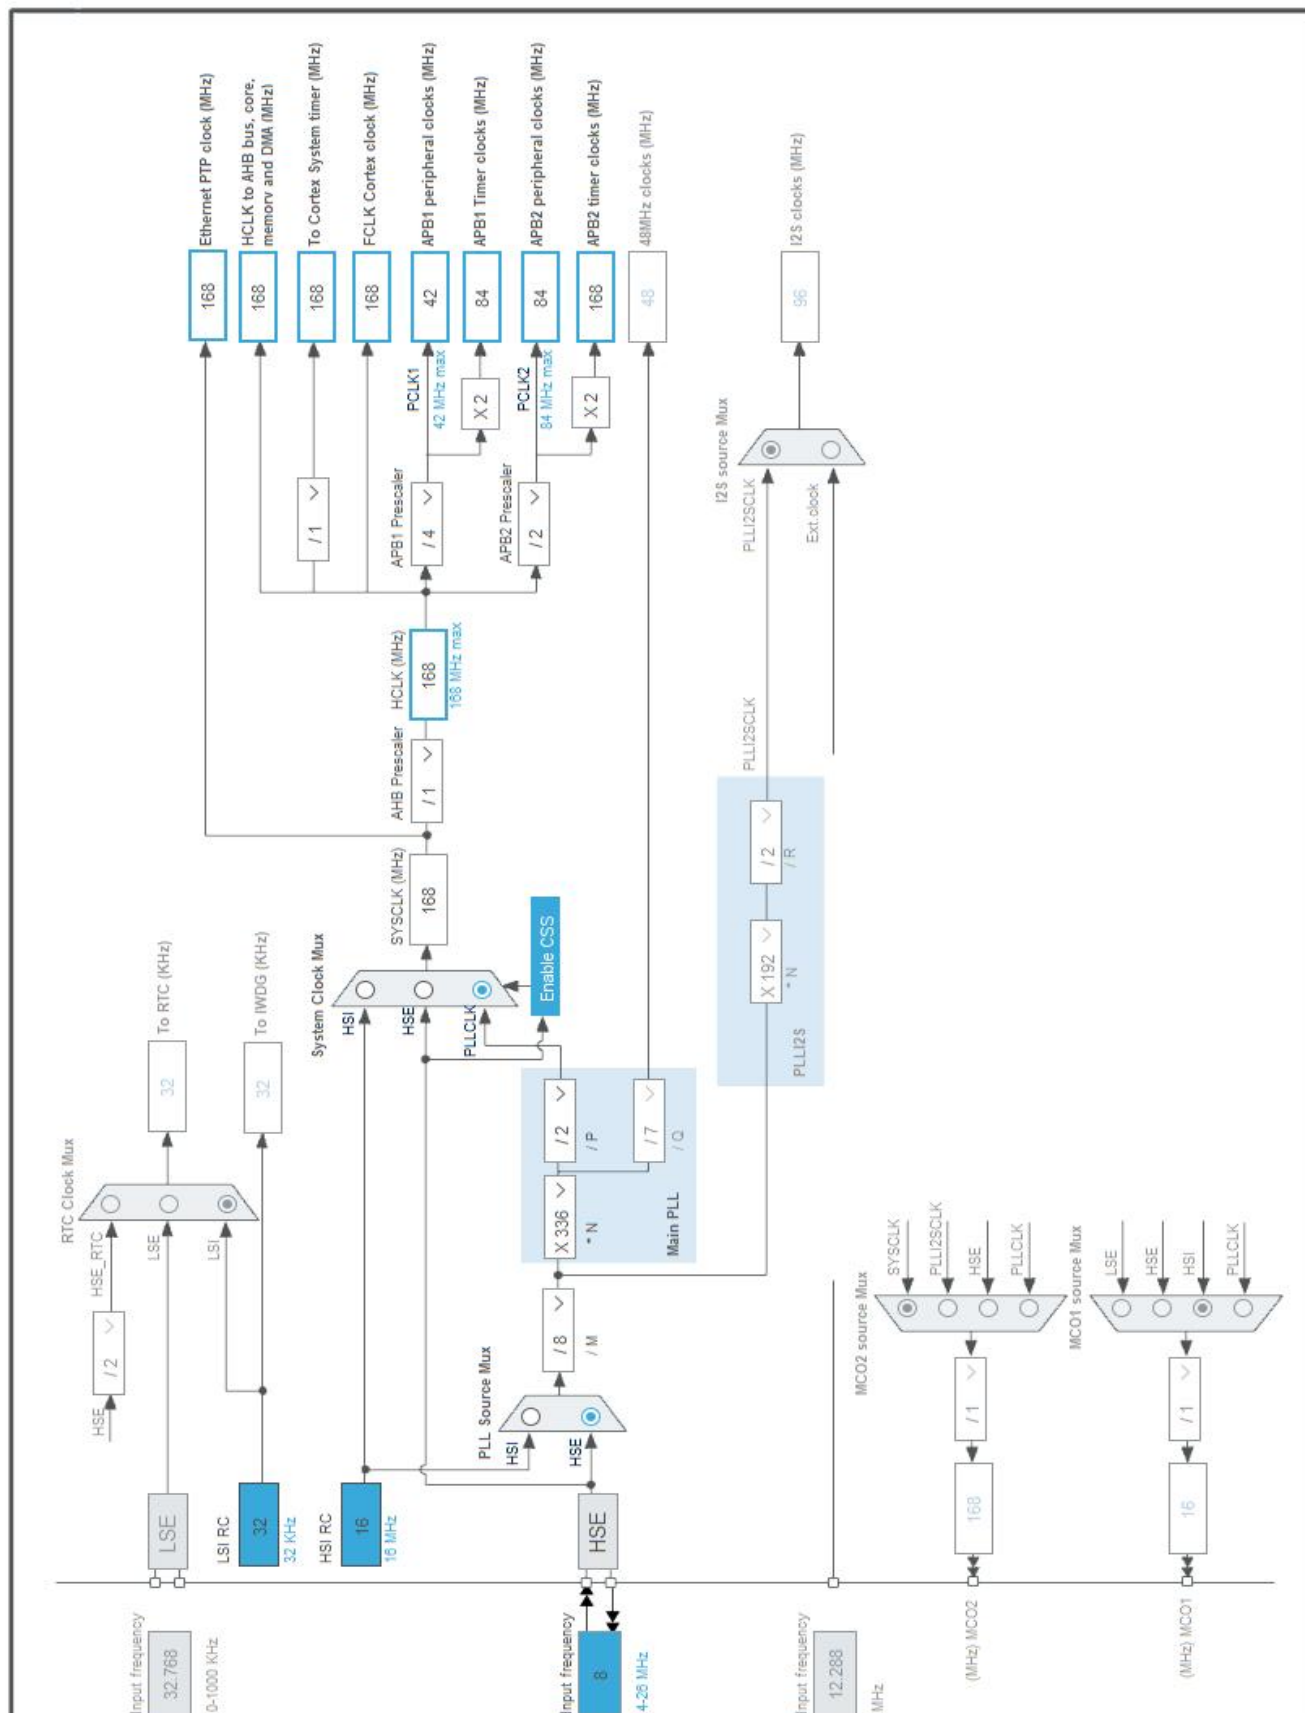 Input frequency
32.768
0-1000 KHz
LSE
HSE
/ 2
HSE_RTC
LSE
LSI
RTC Clock Mux
32
To RTC (KHz)
LSI RC
32
32 KHz
32
To IWDG (KHz)
HSI RC
16
16 MHz
Input frequency
8
4-26 MHz
HSE
PLL Source Mux
HSI
HSE
/ 8
/ M
X 336
* N
/ 2
/ P
/ 7
/ Q
Main PLL
System Clock Mux
HSI
HSE
PLLCLK
Enable CSS
SYSCLK (MHz)
168
AHB Prescaler
/ 1
HCLK (MHz)
168
168 MHz max
168
Ethernet PTP clock (MHz)
168
HCLK to AHB bus, core,
memory and DMA (MHz)
/ 1
168
To Cortex System timer (MHz)
168
FCLK Cortex clock (MHz)
APB1 Prescaler
/ 4
PCLK1
42 MHz max
42
APB1 peripheral clocks (MHz)
X 2
84
APB1 Timer clocks (MHz)
APB2 Prescaler
/ 2
PCLK2
84 MHz max
84
APB2 peripheral clocks (MHz)
X 2
168
APB2 timer clocks (MHz)
48
48MHz clocks (MHz)
X 192
* N
/ 2
/ R
PLLI2S
PLLI2SCLK
PLLI2SCLK
I2S source Mux
Ext.clock
96
I2S clocks (MHz)
Input frequency
12.288
MHz
(MHz) MCO2
168
/ 1
MCO2 source Mux
SYSCLK
PLLI2SCLK
HSE
PLLCLK
(MHz) MCO1
16
/ 1
MCO1 source Mux
LSE
HSE
HSI
PLLCLK